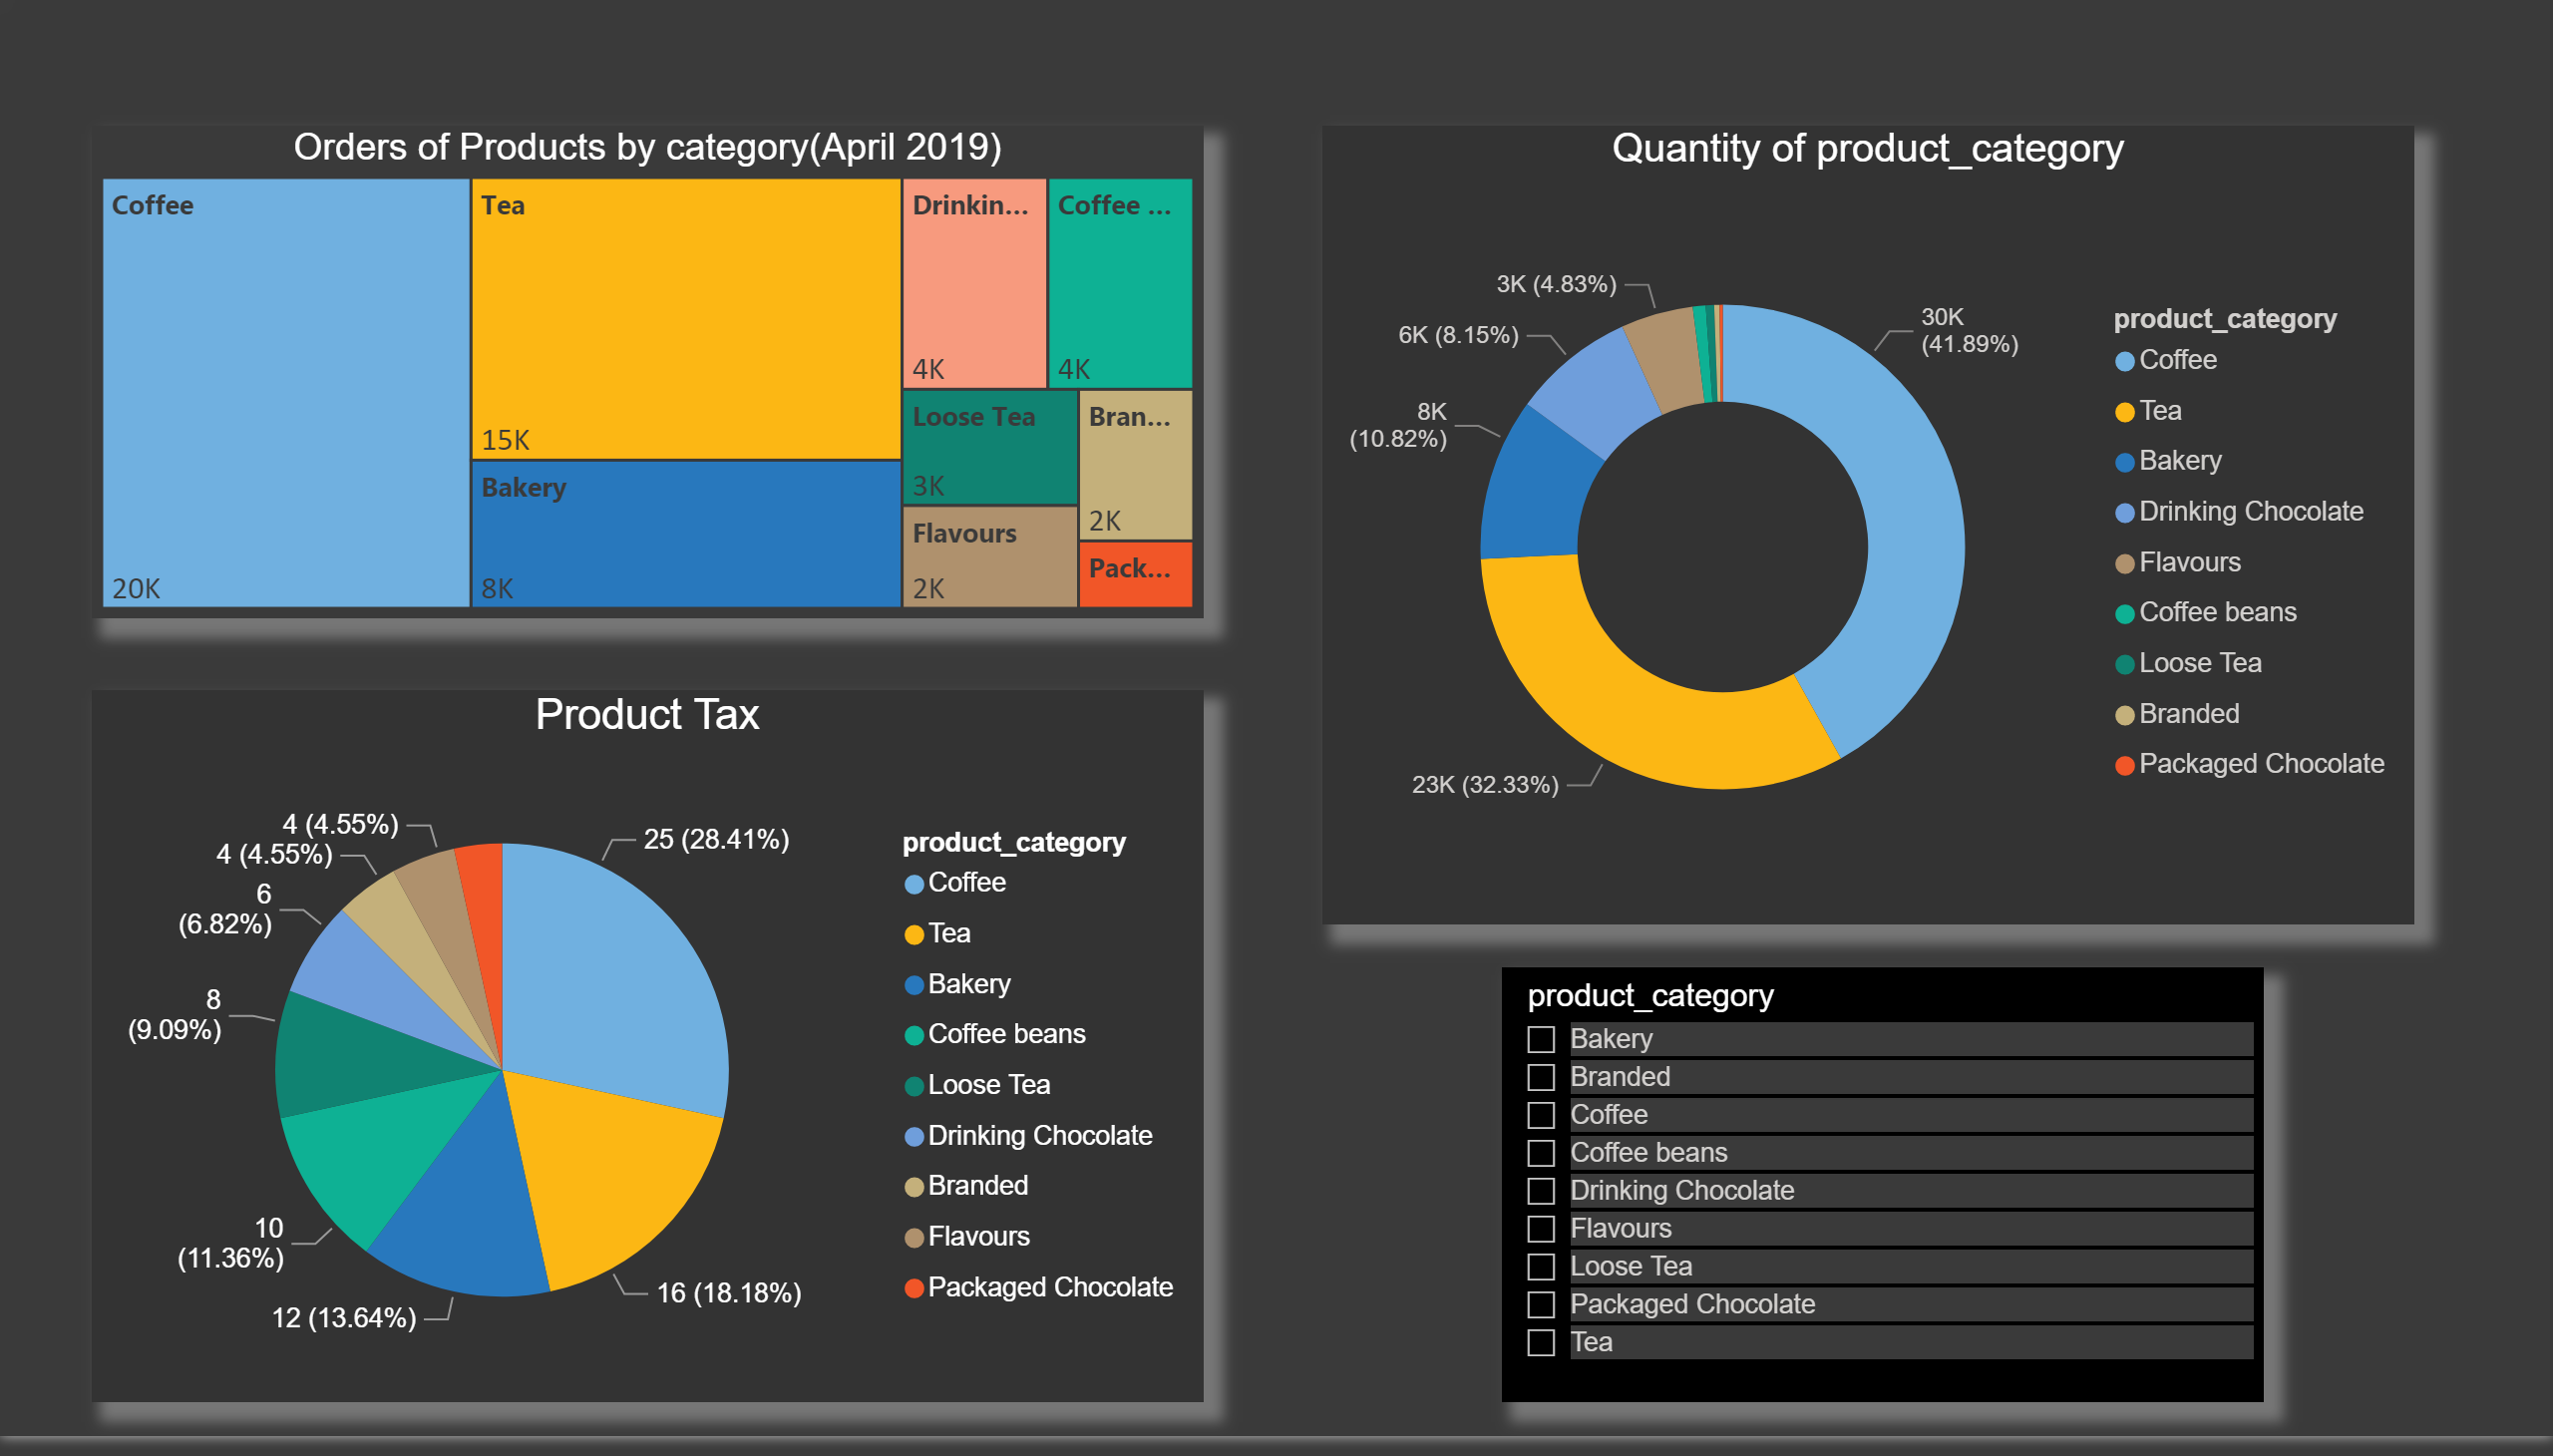 Orders of Products by category(April 2019)
Coffee
20K
Tea
15K
Bakery
8K
Drinkin...
4K
Coffee ...
4K
Loose Tea
3K
Bran...
2K
Flavours
2K
Pack...
Quantity of product_category
3K (4.83%)
6K (8.15%)
8K
(10.82%)
23K (32.33%)
30K
(41.89%)
product_category
Coffee
Tea
Bakery
Drinking Chocolate
Flavours
Coffee beans
Loose Tea
Branded
Packaged Chocolate
Product Tax
4 (4.55%)
4 (4.55%)
6
(6.82%)
8
(9.09%)
10
(11.36%)
12 (13.64%)
16 (18.18%)
25 (28.41%)
product_category
Coffee
Tea
Bakery
Coffee beans
Loose Tea
Drinking Chocolate
Branded
Flavours
Packaged Chocolate
product_category
Bakery
Branded
Coffee
Coffee beans
Drinking Chocolate
Flavours
Loose Tea
Packaged Chocolate
Tea